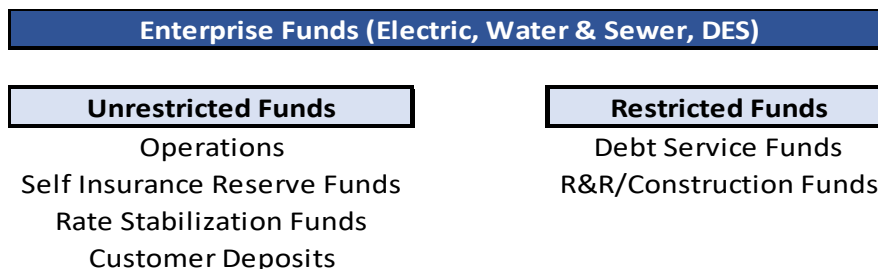 Enterprise Funds (Electric, Water & Sewer, DES)
Unrestricted Funds
Operations
Self Insurance Reserve Funds
Rate Stabilization Funds
Customer Deposits
Restricted Funds
Debt Service Funds
R&R/Construction Funds